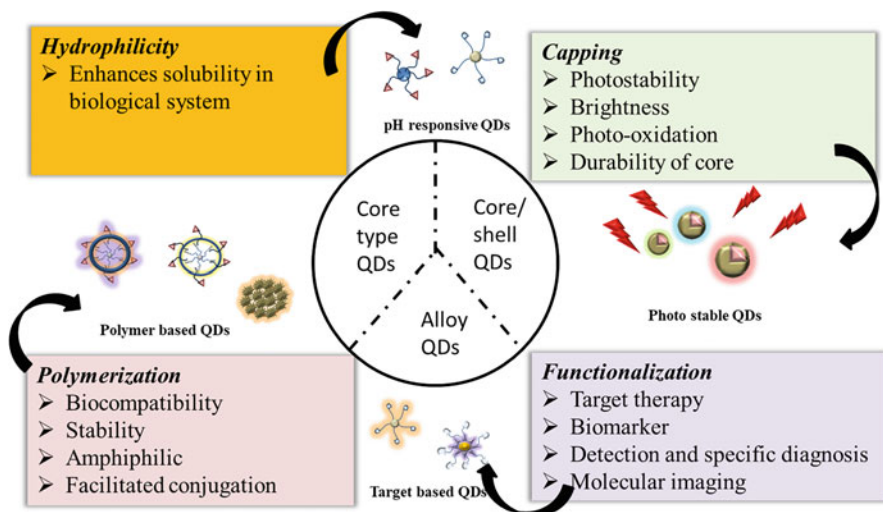 Hydrophilicity
➢ Enhances solubility in
biological system
pH responsive QDs
Capping
➢ Photostability
➢ Brightness
➢ Photo-oxidation
➢ Durability of core
Core
type
QDs
Core/
shell
QDs
Alloy
QDs
Polymer based QDs
Photo stable QDs
Polymerization
➢ Biocompatibility
➢ Stability
➢ Amphiphilic
➢ Facilitated conjugation
Target based QDs
Functionalization
➢ Target therapy
➢ Biomarker
➢ Detection and specific diagnosis
➢ Molecular imaging